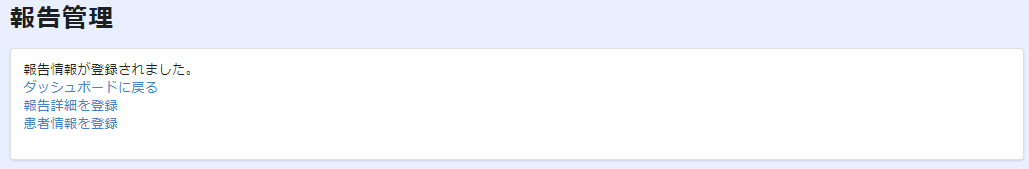 報告管理
報告情報が登録されました。
ダッシュボードに戻る
報告詳細を登録
患者情報を登録